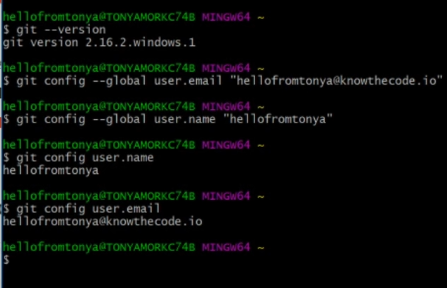 hellofromtonya@TONYAMORKC74B MINGW64 ~
$ git --version
git version 2.16.2.windows.1
hellofromtonya@TONYAMORKC74B MINGW64 ~
$ git config --global user.email "hellofromtonya@knowthecode.io"
hellofromtonya@TONYAMORKC74B MINGW64 ~
$ git config --global user.name "hellofromtonya"
hellofromtonya@TONYAMORKC74B MINGW64 ~
$ git config user.name
hellofromtonya
hellofromtonya@TONYAMORKC74B MINGW64 ~
$ git config user.email
hellofromtonya@knowthecode.io
hellofromtonya@TONYAMORKC74B MINGW64 ~
$